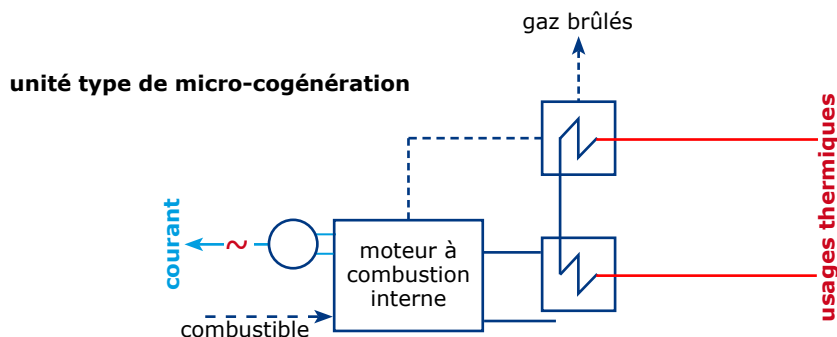 gaz brûlés
unité type de micro-cogénération
usages thermiques
courant
~
moteur à
combustion
interne
combustible